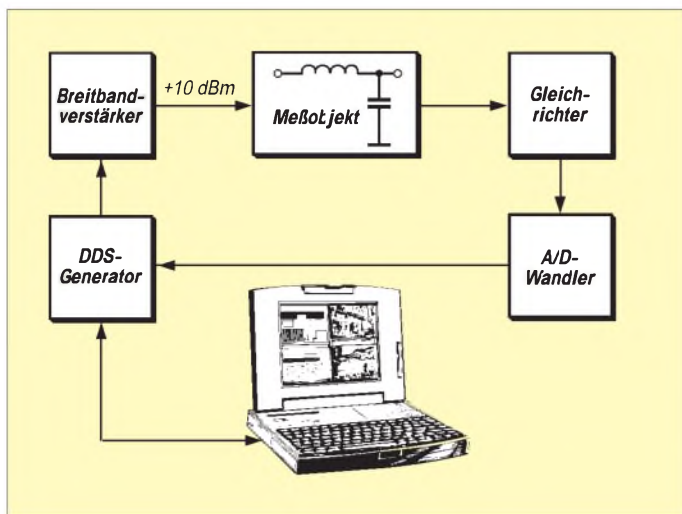 Breitband-
verstärker
+10 dBm
Meßobjekt
Gleich-
richter
DDS-
Generator
A/D-
Wandler